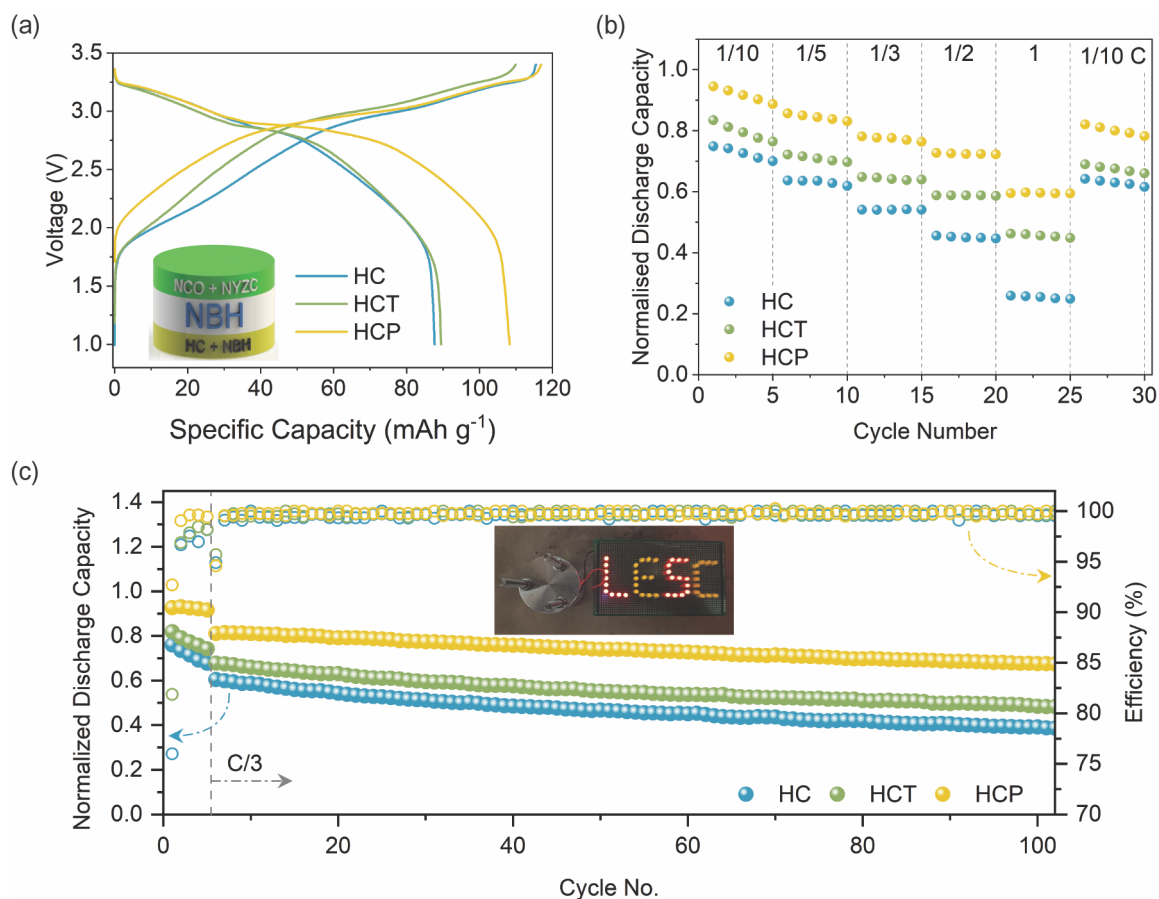 (a)
3.5
3.0
2.5
2.0
1.5
1.0
Voltage (V)
0 20 40 60 80 100 120
Specific Capacity (mAh g⁻¹)
NCO + NYZC
NBH
HC + NBH
HC
HCT
HCP
(b)
1/10 1/5 1/3 1/2 1 1/10 C
1.0
0.8
0.6
0.4
0.2
0.0
Normalised Discharge Capacity
HC
HCT
HCP
0 5 10 15 20 25 30
Cycle Number
(c)
1.4
1.2
1.0
0.8
0.6
0.4
0.2
0.0
Normalized Discharge Capacity
LESC
C/3
HC HCT HCP
100
95
90
85
80
75
70
Efficiency (%)
0 20 40 60 80 100
Cycle No.